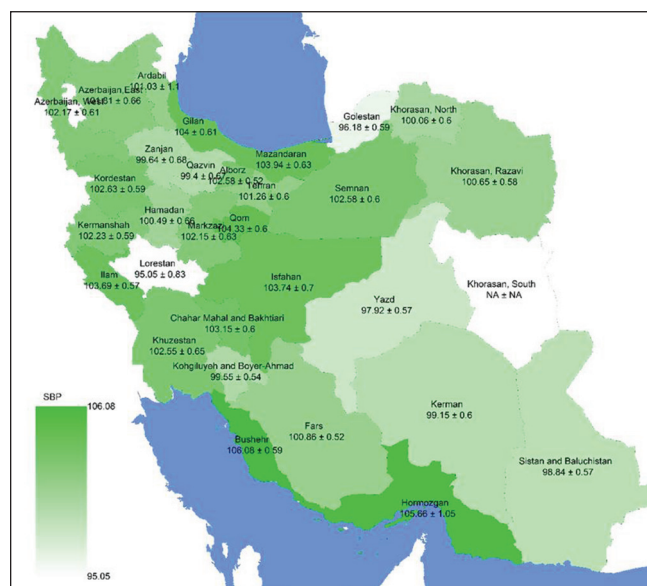 Ardabil
101.03 ± 1.1
Azerbaijan,East
101.81 ± 0.66
Azerbaijan, West
102.17 ± 0.61
Gilan
104 ± 0.61
Golestan
96.18 ± 0.59
Khorasan, North
100.06 ± 0.6
Zanjan
99.64 ± 0.68
Qazvin
99.4 ± 0.67
Alborz
102.58 ± 0.52
Mazandaran
103.94 ± 0.63
Tehran
101.26 ± 0.6
Khorasan, Razavi
100.65 ± 0.58
Kordestan
102.63 ± 0.59
Semnan
102.58 ± 0.6
Hamadan
100.49 ± 0.66
Qom
104.33 ± 0.6
Kermanshah
102.23 ± 0.59
Markzazi
102.15 ± 0.63
Lorestan
95.05 ± 0.83
Ilam
103.69 ± 0.57
Isfahan
103.74 ± 0.7
Khorasan, South
NA ± NA
Yazd
97.92 ± 0.57
Chahar Mahal and Bakhtiari
103.15 ± 0.6
Khuzestan
102.55 ± 0.65
Kohgiluyeh and Boyer-Ahmad
99.55 ± 0.54
SBP
106.08
95.05
Kerman
99.15 ± 0.6
Fars
100.86 ± 0.52
Bushehr
106.08 ± 0.59
Sistan and Baluchistan
98.84 ± 0.57
Hormozgan
105.66 ± 1.05